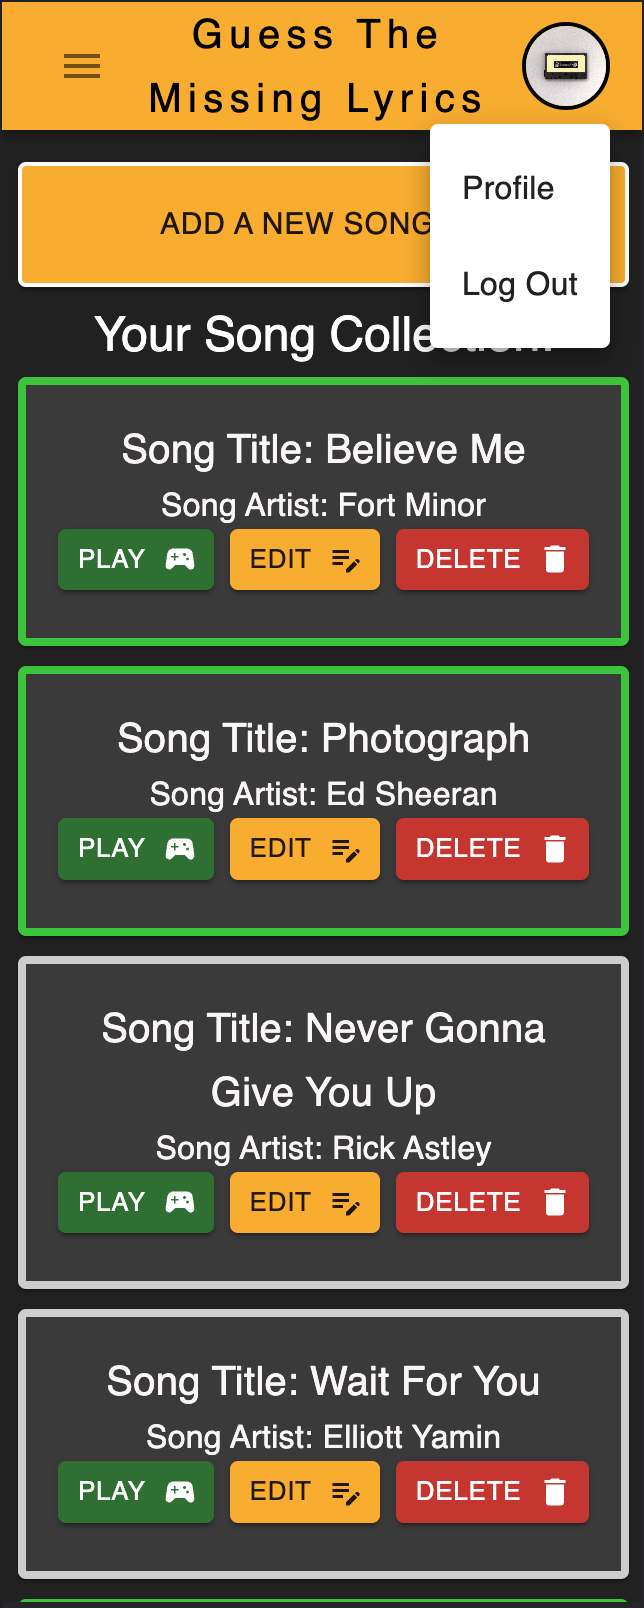 Guess The
Missing Lyrics
Profile
Log Out
ADD A NEW SONG
Your Song
Song Title: Believe Me
Song Artist: Fort Minor
PLAY EDIT DELETE
Song Title: Photograph
Song Artist: Ed Sheeran
PLAY EDIT DELETE
Song Title: Never Gonna
Give You Up
Song Artist: Rick Astley
PLAY EDIT DELETE
Song Title: Wait For You
Song Artist: Elliott Yamin
PLAY EDIT DELETE